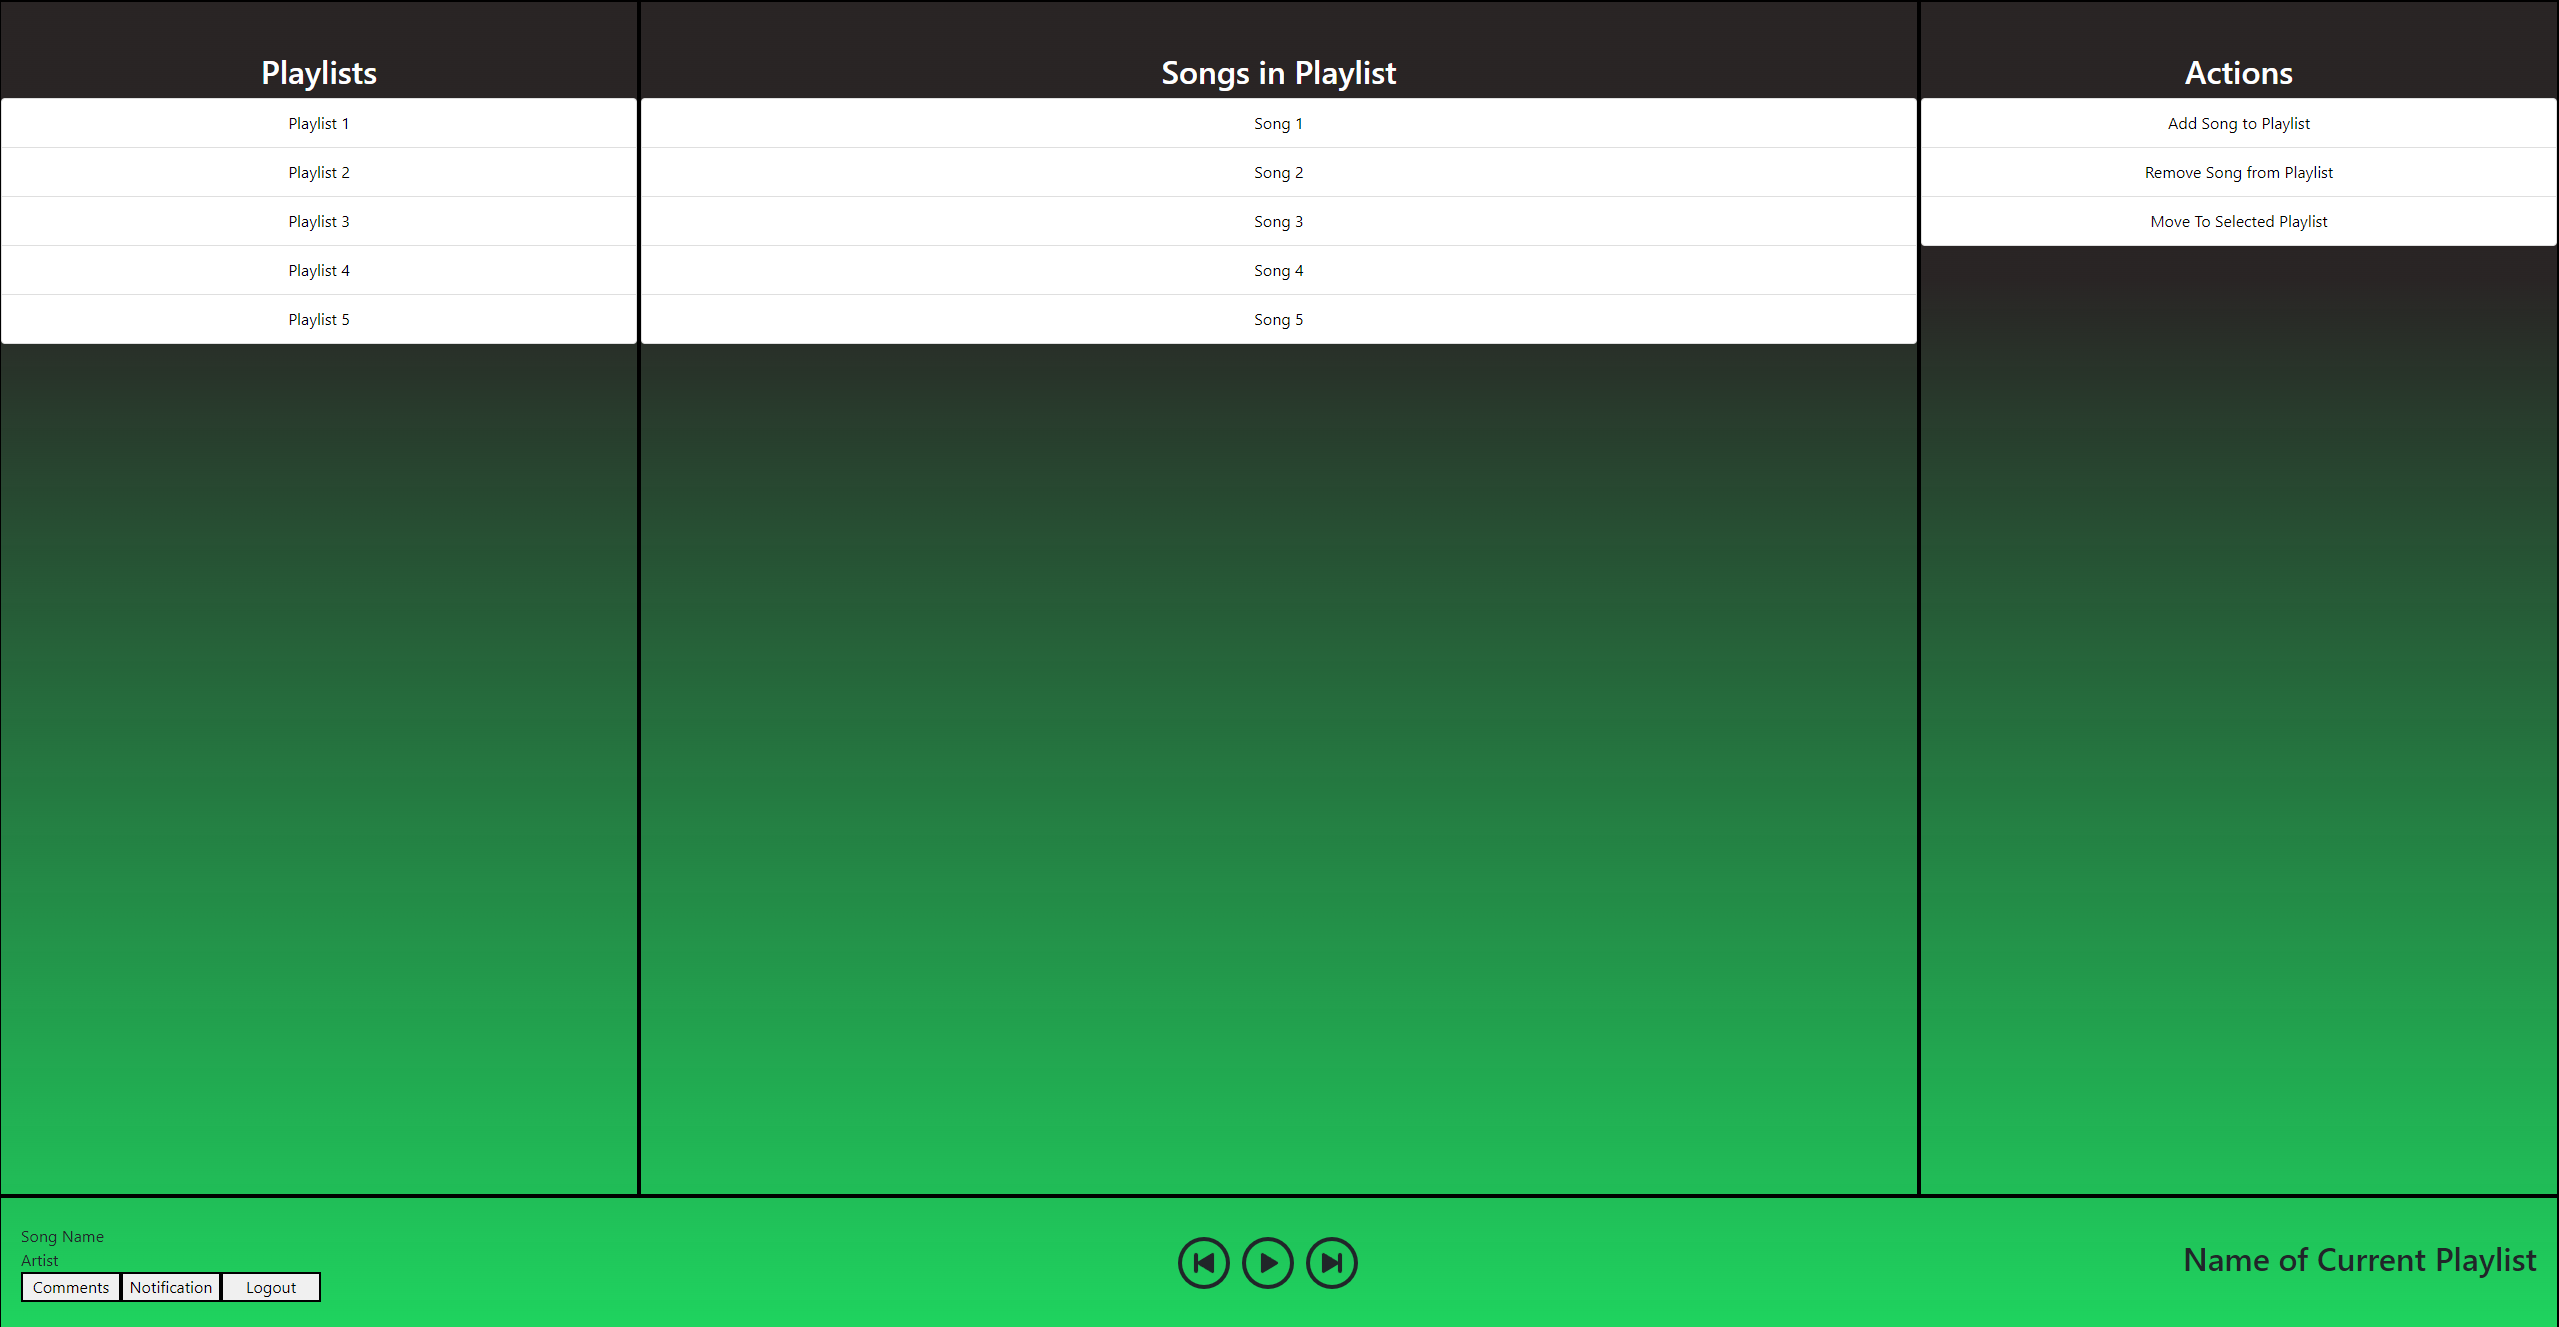 Playlists
Playlist 1
Playlist 2
Playlist 3
Playlist 4
Playlist 5
Songs in Playlist
Song 1
Song 2
Song 3
Song 4
Song 5
Actions
Add Song to Playlist
Remove Song from Playlist
Move To Selected Playlist
Song Name
Artist
Comments Notification Logout
Name of Current Playlist